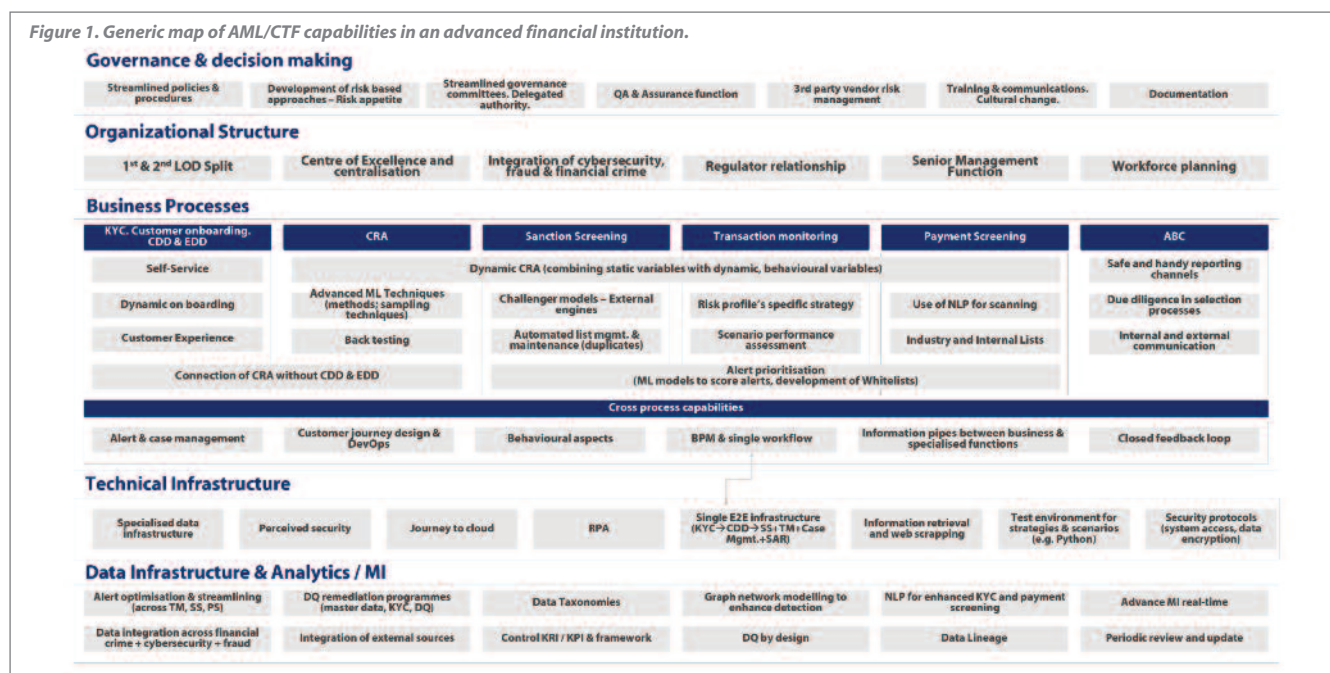 Figure 1. Generic map of AML/CTF capabilities in an advanced financial institution.
Governance & decision making
Streamlined policies &
procedures
Development of risk based
approaches – Risk appetite
Streamlined governance
committees. Delegated
authority.
QA & Assurance function
3rd party vendor risk
management
Training & communications.
Cultural change.
Documentation
Organizational Structure
1st & 2nd LOD Split
Centre of Excellence and
centralisation
Integration of cybersecurity,
fraud & financial crime
Regulator relationship
Senior Management
Function
Workforce planning
Business Processes
KYC. Customer onboarding.
CDD & EDD
CRA
Sanction Screening
Transaction monitoring
Payment Screening
ABC
Self-Service
Dynamic CRA (combining static variables with dynamic, behavioural variables)
Safe and handy reporting
channels
Dynamic on boarding
Advanced ML Techniques
(methods; sampling
techniques)
Challenger models – External
engines
Risk profile's specific strategy
Use of NLP for scanning
Due diligence in selection
processes
Customer Experience
Back testing
Automated list mgmt. &
maintenance (duplicates)
Scenario performance
assessment
Industry and Internal Lists
Internal and external
communication
Connection of CRA without CDD & EDD
Alert prioritisation
(ML models to score alerts, development of Whitelists)
Cross process capabilities
Alert & case management
Customer journey design &
DevOps
Behavioural aspects
BPM & single workflow
Information pipes between business &
specialised functions
Closed feedback loop
Technical Infrastructure
Specialised data
infrastructure
Perceived security
Journey to cloud
RPA
Single E2E infrastructure
(KYC→CDD→SS+TM+Case
Mgmt.+SAR)
Information retrieval
and web scrapping
Test environment for
strategies & scenarios
(e.g. Python)
Security protocols
(system access, data
encryption)
Data Infrastructure & Analytics / MI
Alert optimisation & streamlining
(across TM, SS, PS)
DQ remediation programmes
(master data, KYC, DQ)
Data Taxonomies
Graph network modelling to
enhance detection
NLP for enhanced KYC and payment
screening
Advance MI real-time
Data integration across financial
crime + cybersecurity + fraud
Integration of external sources
Control KRI / KPI & framework
DQ by design
Data Lineage
Periodic review and update